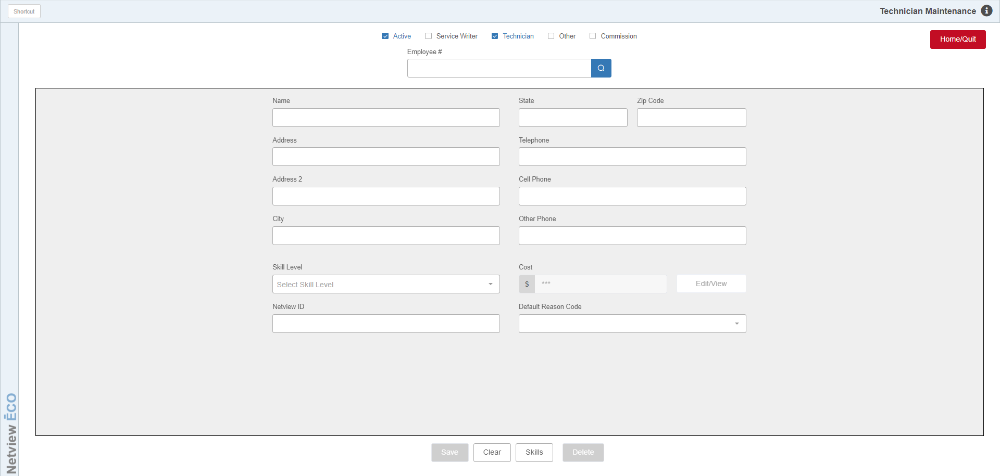 Shortcut
Technician Maintenance
Active
Service Writer
Technician
Other
Commission
Home/Quit
Employee #
Name
State
Zip Code
Address
Telephone
Address 2
Cell Phone
City
Other Phone
Skill Level
Cost
Select Skill Level
$
***
Edit/View
Netview ID
Default Reason Code
Netview ĒCO
Save
Clear
Skills
Delete